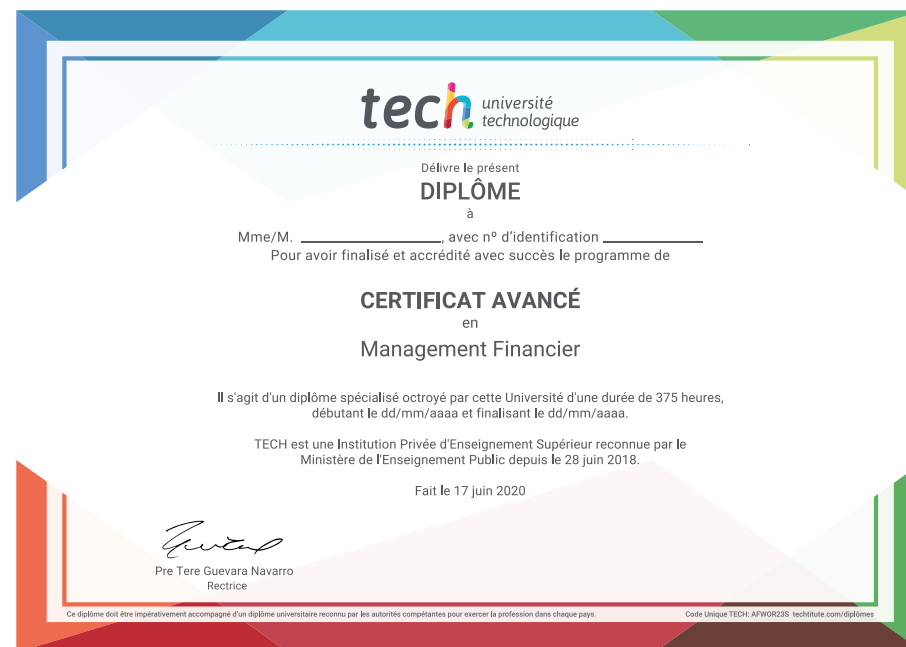 tech université
technologique
Délivre le présent
DIPLÔME
à
Mme/M. ____________________, avec nº d'identification ______________
Pour avoir finalisé et accrédité avec succès le programme de
CERTIFICAT AVANCÉ
en
Management Financier
Il s'agit d'un diplôme spécialisé octroyé par cette Université d'une durée de 375 heures,
débutant le dd/mm/aaaa et finalisant le dd/mm/aaaa.
TECH est une Institution Privée d'Enseignement Supérieur reconnue par le
Ministère de l'Enseignement Public depuis le 28 juin 2018.
Fait le 17 juin 2020
Pre Tere Guevara Navarro
Rectrice
Ce diplôme doit être impérativement accompagné d'un diplôme universitaire reconnu par les autorités compétantes pour exercer la profession dans chaque pays.
Code Unique TECH: AFWOR23S techtitute.com/diplômes